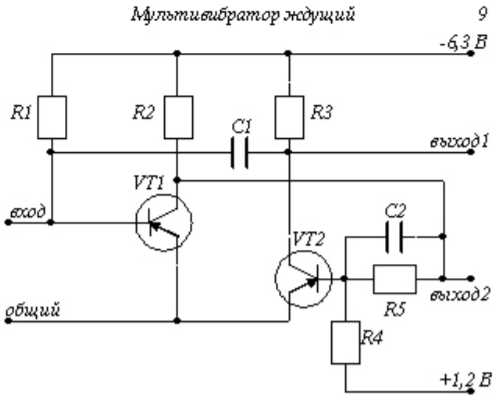 Мультивибратор ждущий 9
-6,3 В
R1 R2 R3
C1
выход1
VT1
вход
C2
VT2
выход2
R5
общий
R4
+1,2 В